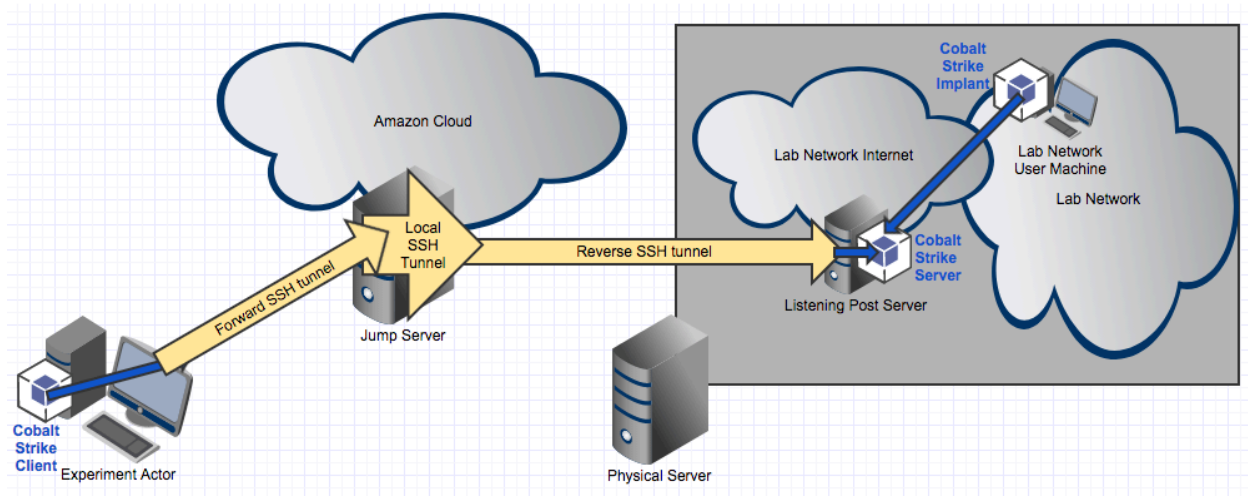 Amazon Cloud
Local
SSH
Tunnel
Forward SSH tunnel
Jump Server
Reverse SSH tunnel
Cobalt
Strike
Client
Experiment Actor
Physical Server
Lab Network Internet
Cobalt
Strike
Implant
Lab Network
User Machine
Lab Network
Cobalt
Strike
Server
Listening Post Server